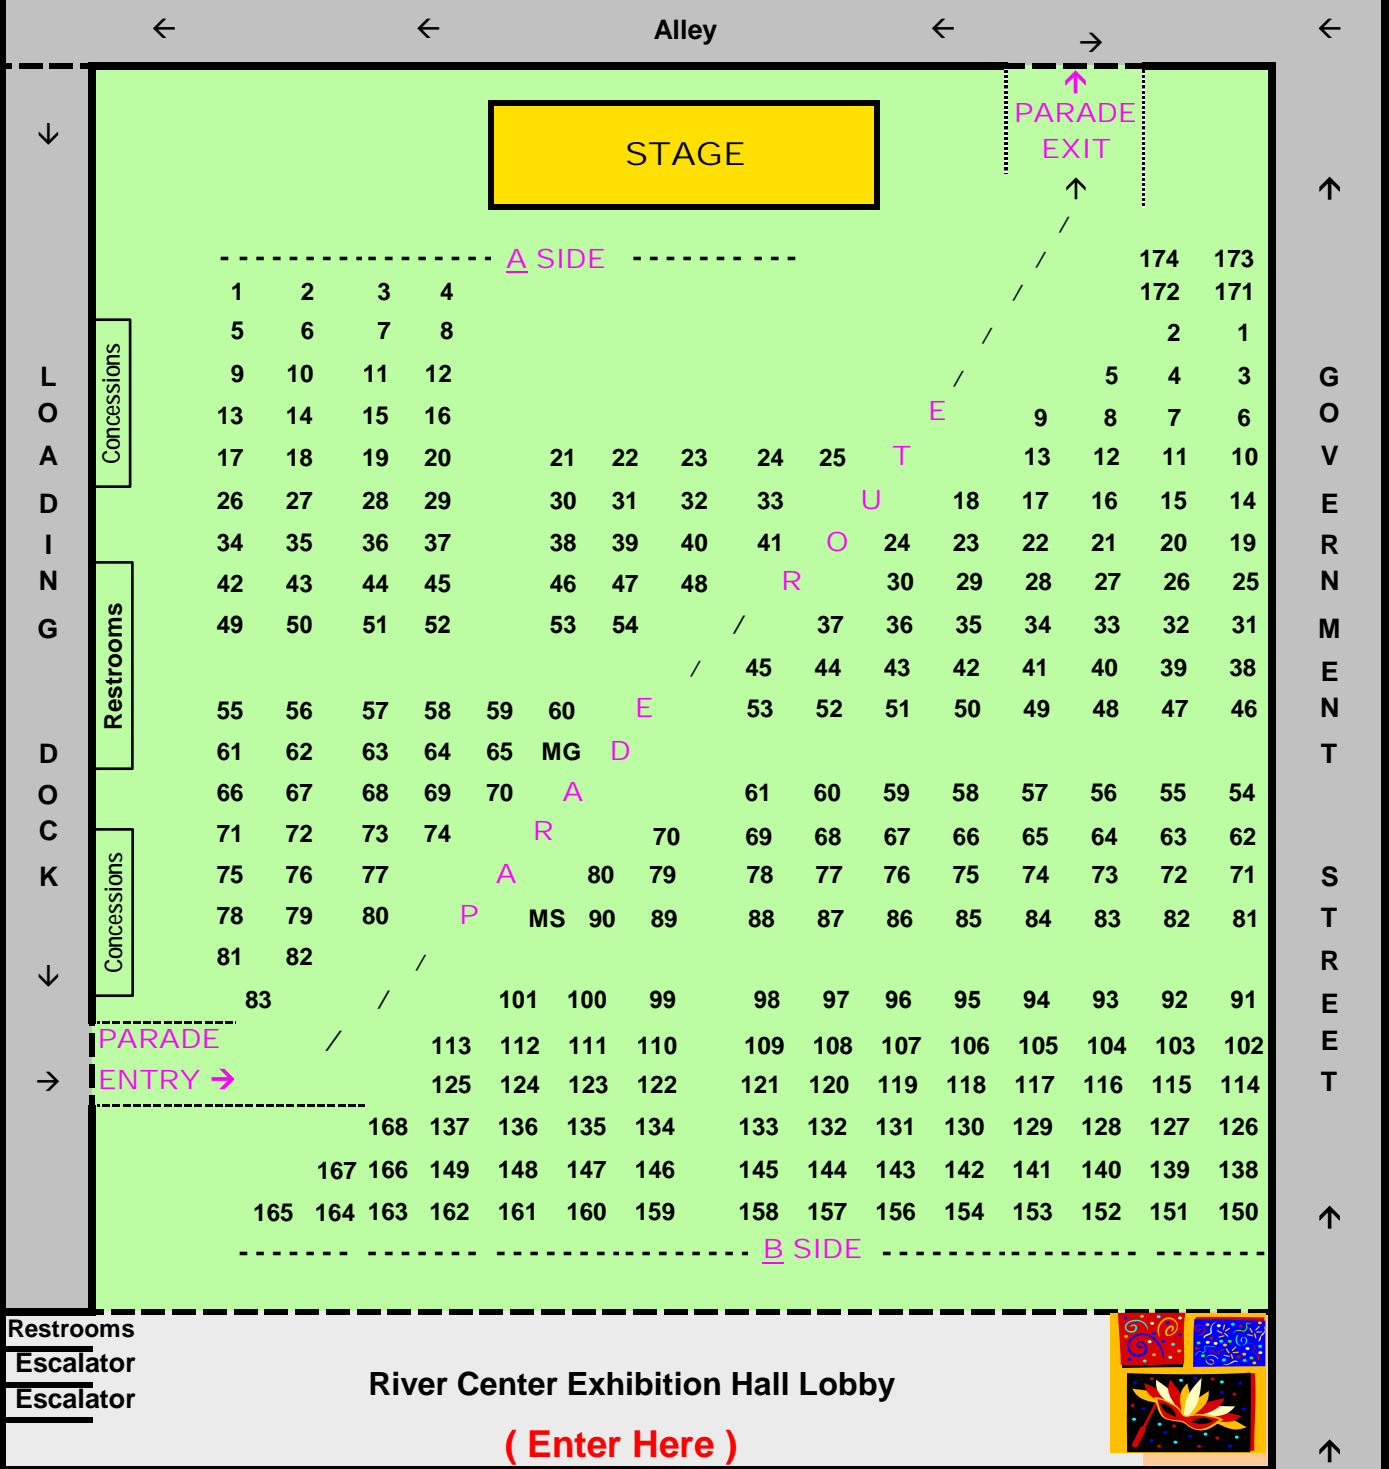 ← ← Alley ← → ←
↑
PARADE
EXIT
↑
STAGE
↓
↑
A SIDE
174 173
1 2 3 4 172 171
5 6 7 8 2 1
9 10 11 12 5 4 3
13 14 15 16 E 9 8 7 6
17 18 19 20 21 22 23 24 25 T 13 12 11 10
26 27 28 29 30 31 32 33 U 18 17 16 15 14
34 35 36 37 38 39 40 41 O 24 23 22 21 20 19
42 43 44 45 46 47 48 R 30 29 28 27 26 25
49 50 51 52 53 54 37 36 35 34 33 32 31
45 44 43 42 41 40 39 38
55 56 57 58 59 60 E 53 52 51 50 49 48 47 46
61 62 63 64 65 MG D
66 67 68 69 70 A 61 60 59 58 57 56 55 54
71 72 73 74 R 70 69 68 67 66 65 64 63 62
75 76 77 A 80 79 78 77 76 75 74 73 72 71
78 79 80 P MS 90 89 88 87 86 85 84 83 82 81
81 82
83 101 100 99 98 97 96 95 94 93 92 91
113 112 111 110 109 108 107 106 105 104 103 102
125 124 123 122 121 120 119 118 117 116 115 114
168 137 136 135 134 133 132 131 130 129 128 127 126
167 166 149 148 147 146 145 144 143 142 141 140 139 138
165 164 163 162 161 160 159 158 157 156 154 153 152 151 150
B SIDE
PARADE
→ ENTRY →
Concessions
Restrooms
Concessions
LOADING DOCK
↓
GOVERNMENT STREET
↑
↑
Restrooms
Escalator
Escalator
River Center Exhibition Hall Lobby
( Enter Here )